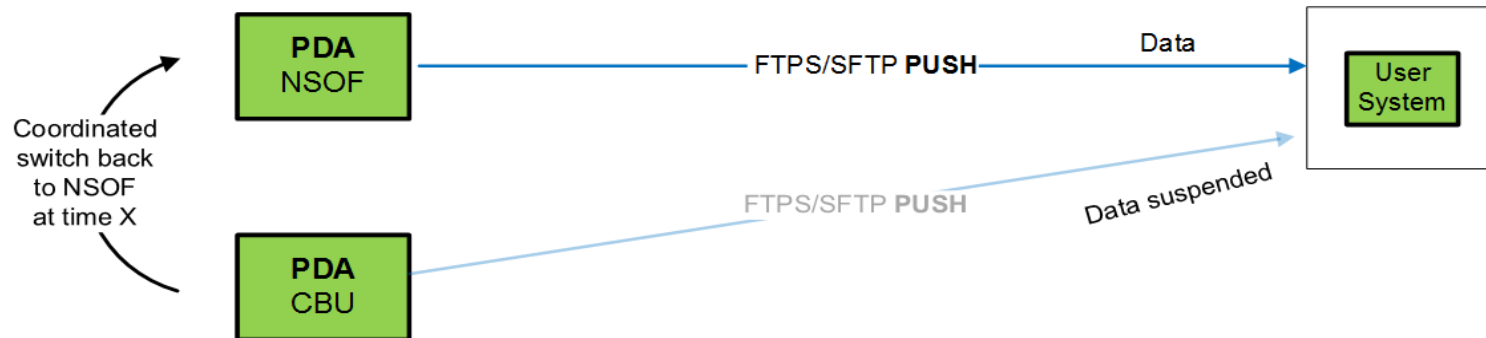 PDA
NSOF
FTPS/SFTP PUSH
Data
User
System
Coordinated
switch back
to NSOF
at time X
FTPS/SFTP PUSH
Data suspended
PDA
CBU